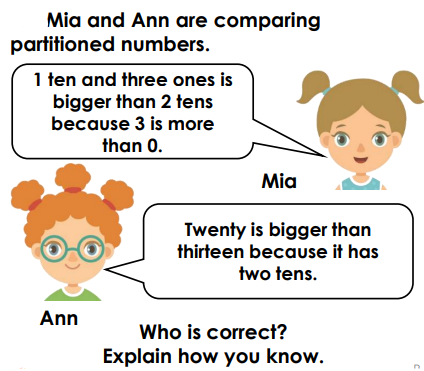 Mia and Ann are comparing
partitioned numbers.
1 ten and three ones is
bigger than 2 tens
because 3 is more
than 0.
Mia
Twenty is bigger than
thirteen because it has
two tens.
Ann
Who is correct?
Explain how you know.